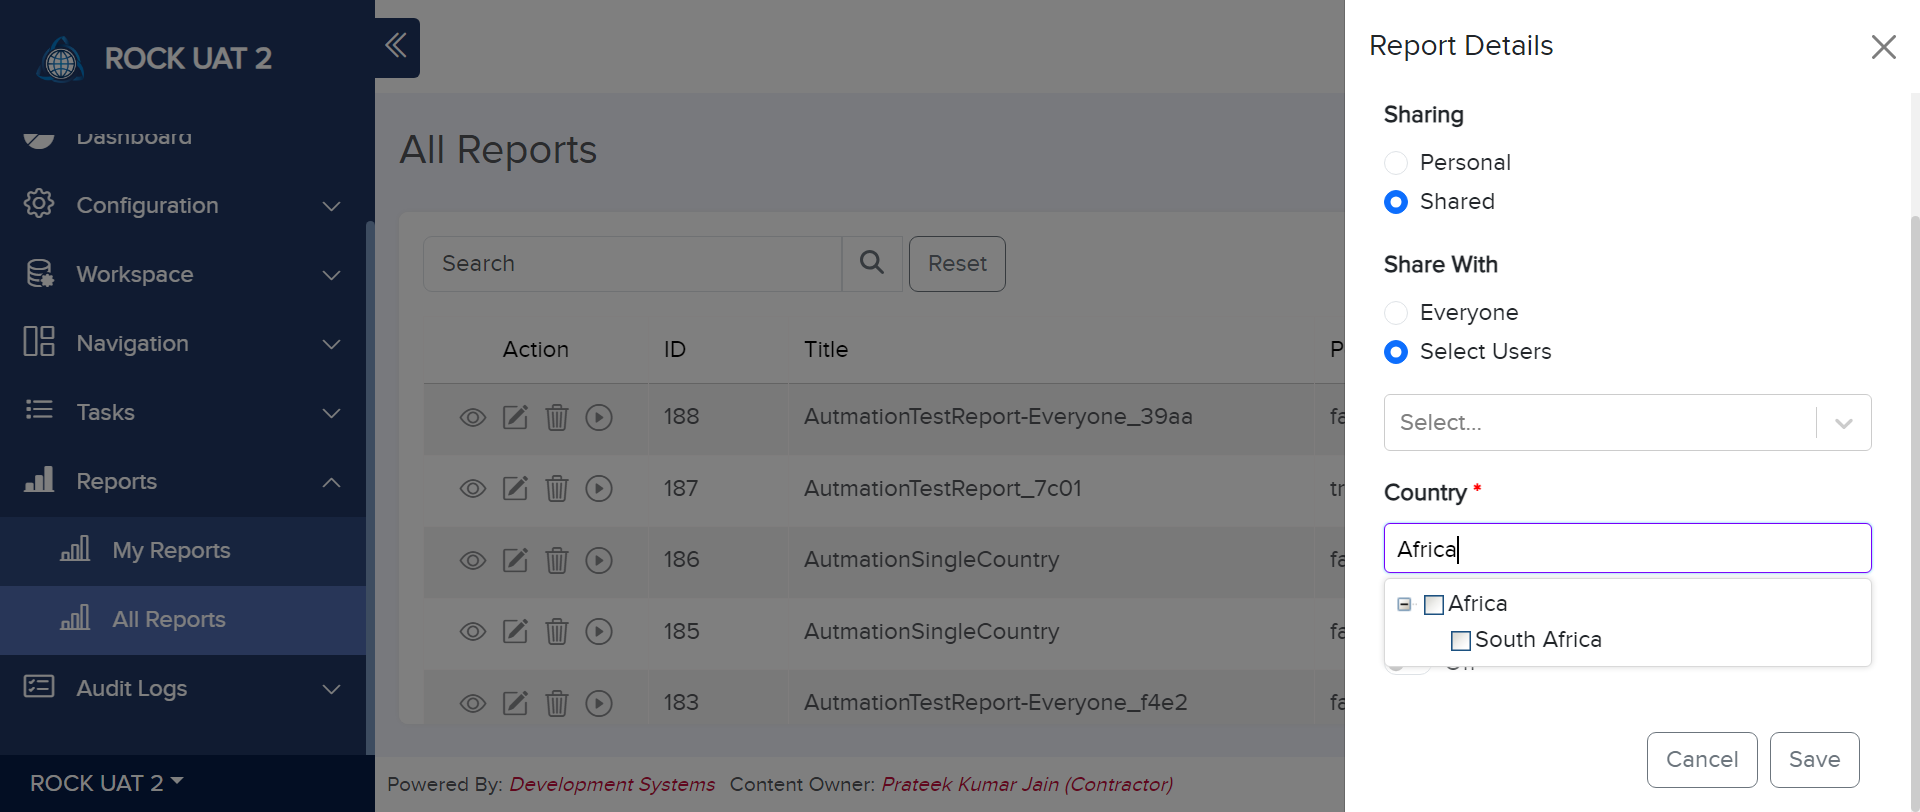 ROCK UAT 2
Dashboard
Configuration
Workspace
Navigation
Tasks
Reports
My Reports
All Reports
Audit Logs
ROCK UAT 2
All Reports
Search
Reset
Action ID Title P
188 AutmationTestReport-Everyone_39aa fa
187 AutmationTestReport_7c01 tr
186 AutmationSingleCountry fa
185 AutmationSingleCountry fa
183 AutmationTestReport-Everyone_f4e2 fa
Powered By: Development Systems Content Owner: Prateek Kumar Jain (Contractor)
Report Details
Sharing
Personal
Shared
Share With
Everyone
Select Users
Select...
Country *
Africa
Africa
South Africa
Cancel
Save